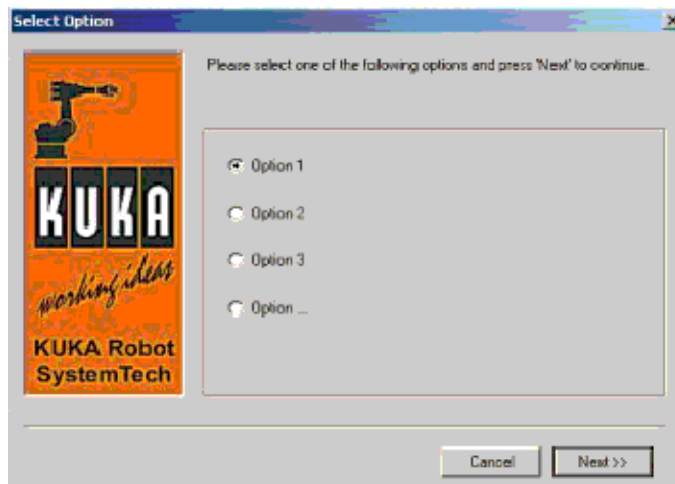 Select Option
Please select one of the following options and press 'Next' to continue.
KUKA
working ideas
KUKA Robot
SystemTech
Option 1
Option 2
Option 3
Option ...
Cancel
Next >>